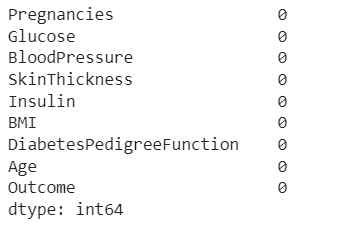 Pregnancies 0
Glucose 0
BloodPressure 0
SkinThickness 0
Insulin 0
BMI 0
DiabetesPedigreeFunction 0
Age 0
Outcome 0
dtype: int64